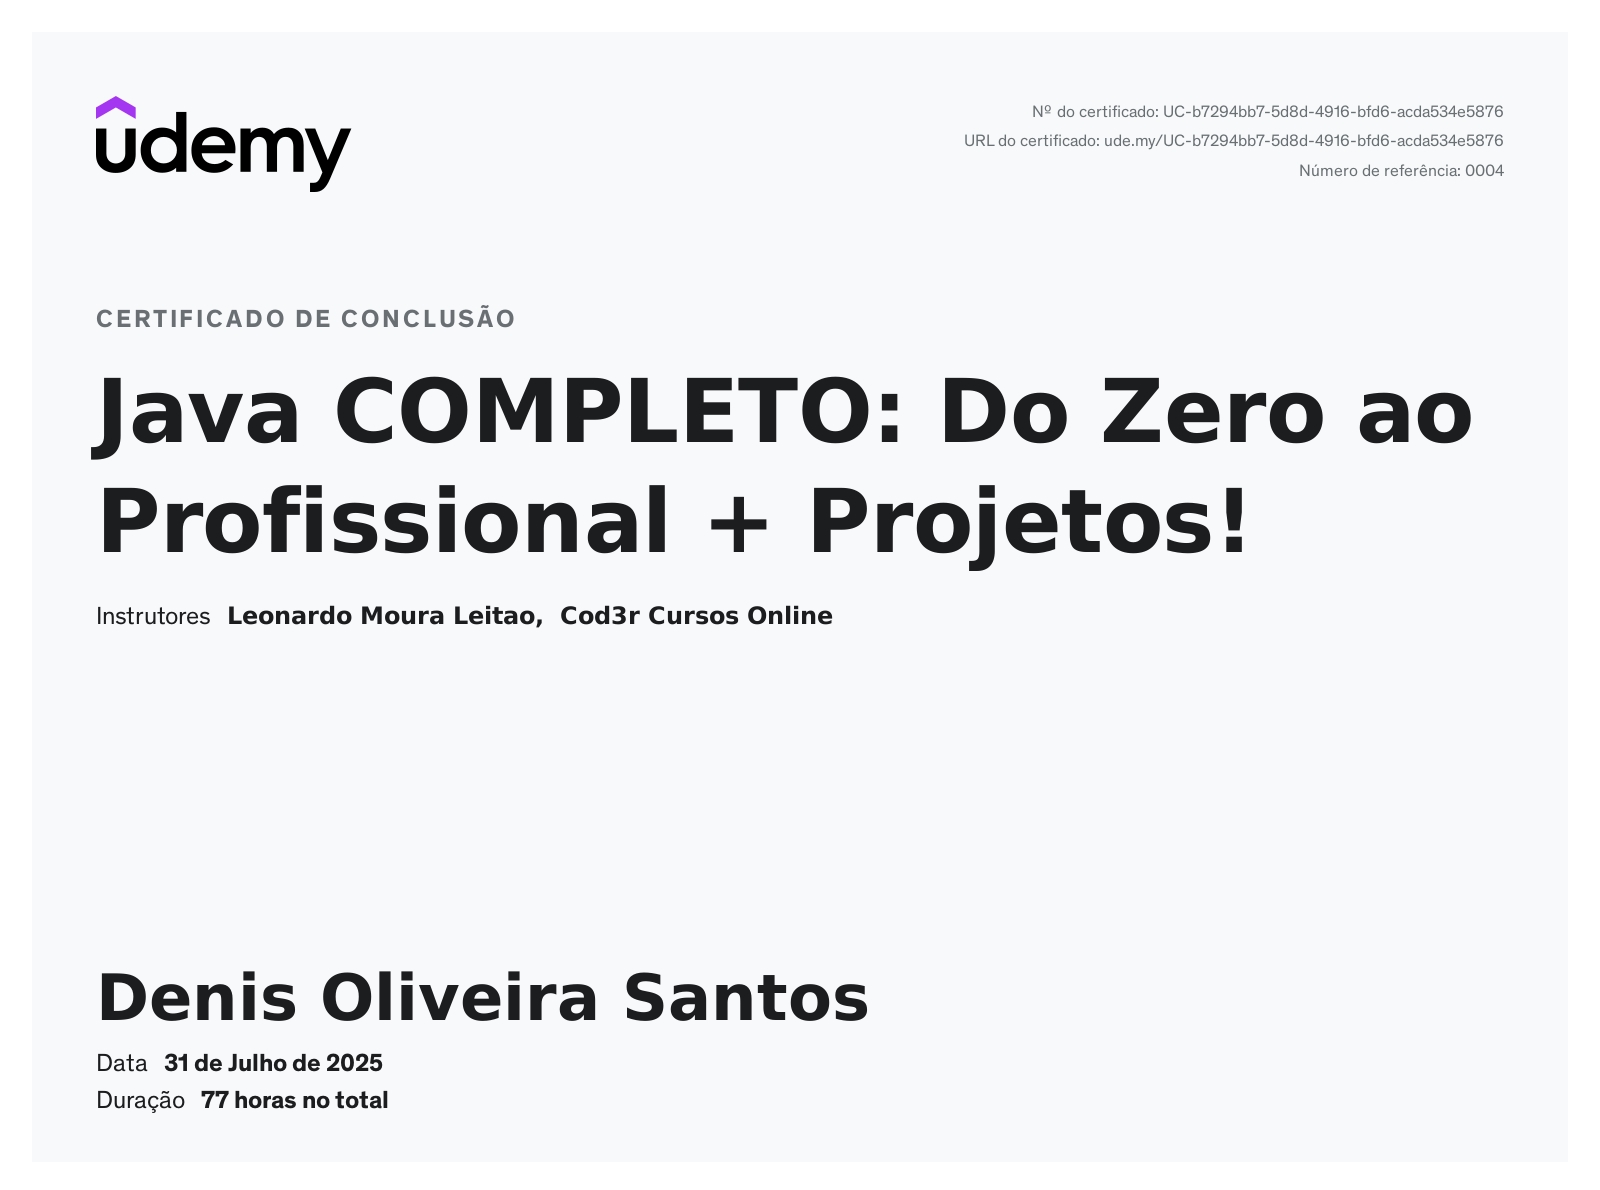 udemy
Nº do certificado: UC-b7294bb7-5d8d-4916-bfd6-acda534e5876
URL do certificado: ude.my/UC-b7294bb7-5d8d-4916-bfd6-acda534e5876
Número de referência: 0004
CERTIFICADO DE CONCLUSÃO
Java COMPLETO: Do Zero ao
Profissional + Projetos!
Instrutores Leonardo Moura Leitao, Cod3r Cursos Online
Denis Oliveira Santos
Data 31 de Julho de 2025
Duração 77 horas no total